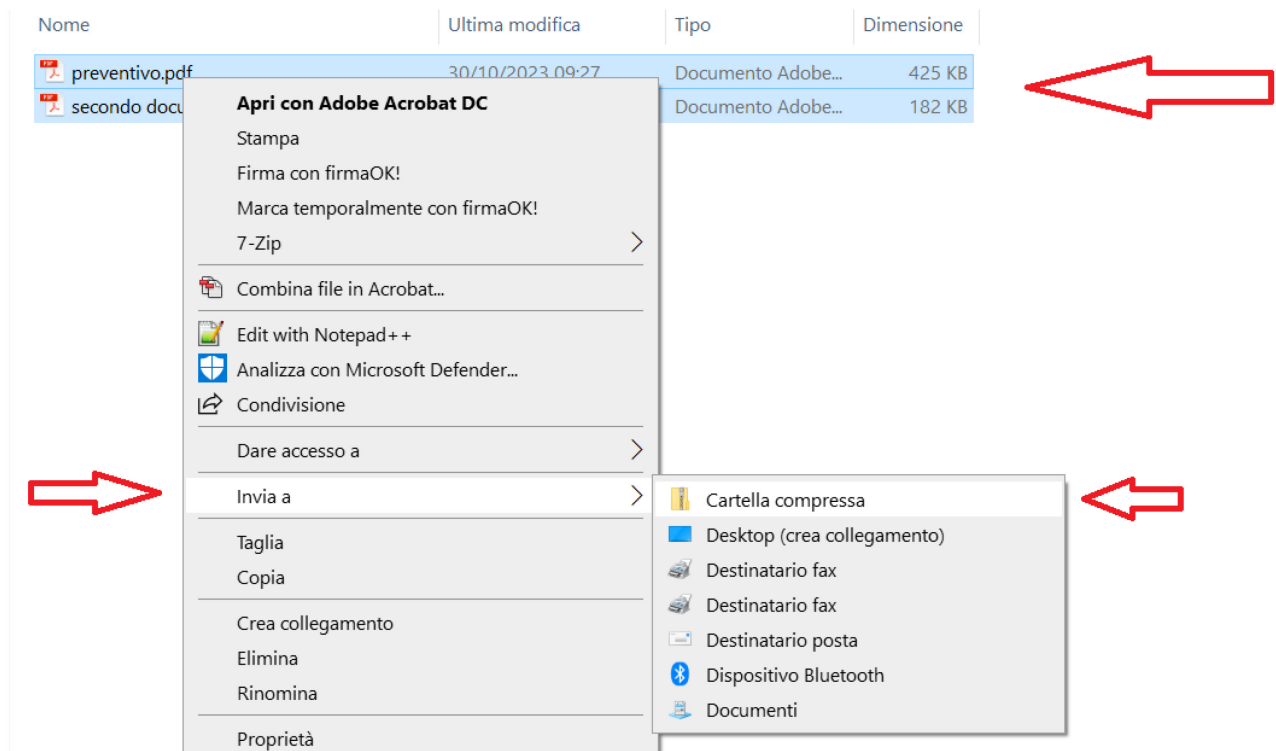 Nome Ultima modifica Tipo Dimensione
preventivo.pdf 30/10/2023 09:27 Documento Adobe... 425 KB
secondo docu Documento Adobe... 182 KB
Apri con Adobe Acrobat DC
Stampa
Firma con firmaOK!
Marca temporalmente con firmaOK!
7-Zip
Combina file in Acrobat...
Edit with Notepad++
Analizza con Microsoft Defender...
Condivisione
Dare accesso a
Invia a
Taglia
Copia
Crea collegamento
Elimina
Rinomina
Proprietà
Cartella compressa
Desktop (crea collegamento)
Destinatario fax
Destinatario fax
Destinatario posta
Dispositivo Bluetooth
Documenti